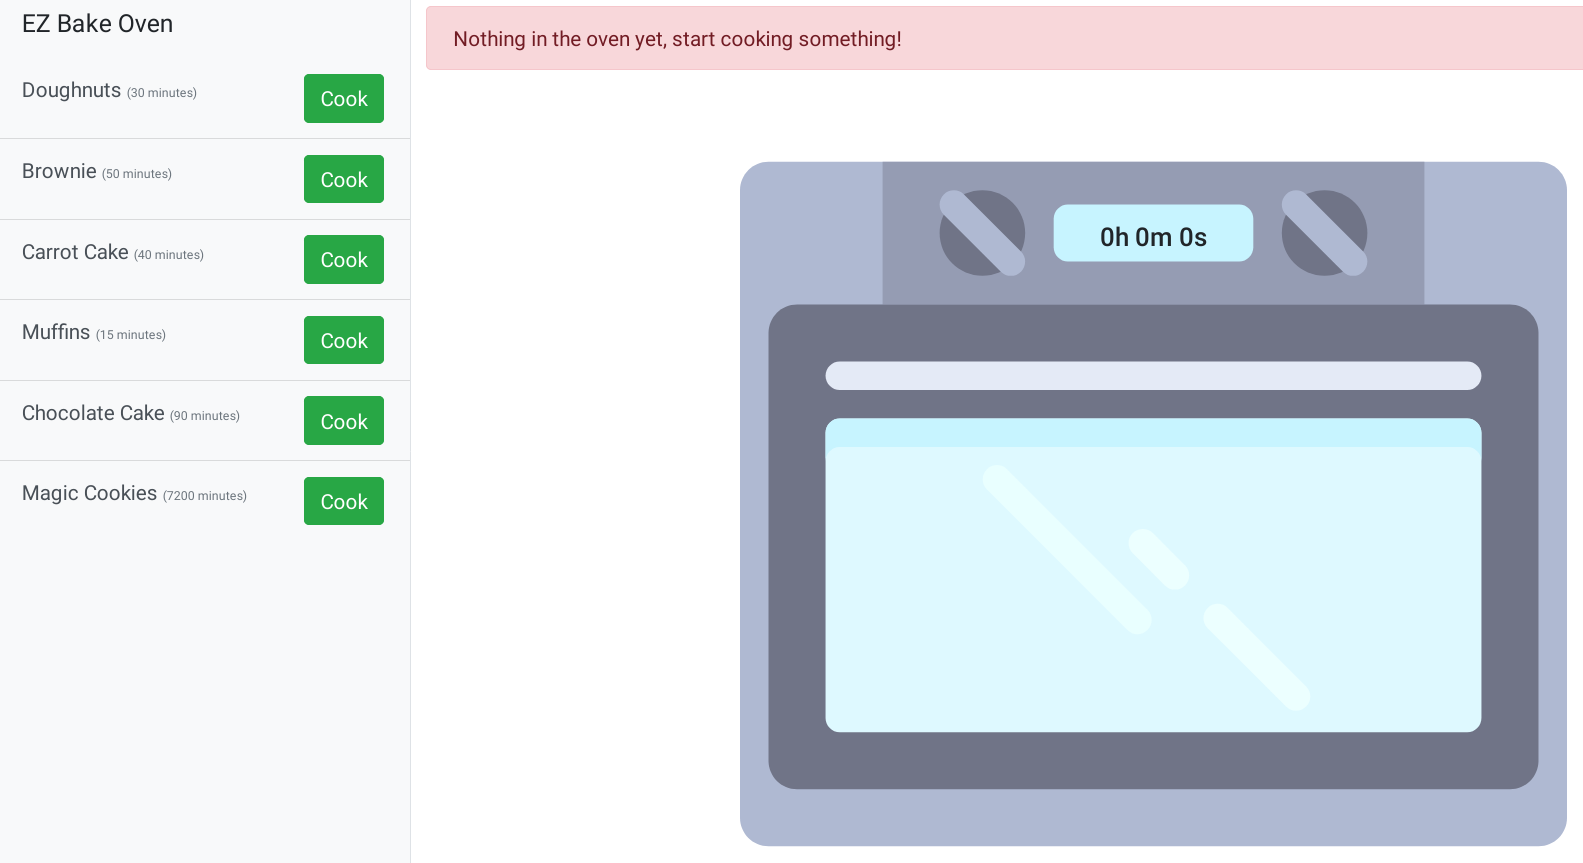 EZ Bake Oven
Nothing in the oven yet, start cooking something!
Doughnuts (30 minutes) Cook
Brownie (50 minutes) Cook
Carrot Cake (40 minutes) Cook
Muffins (15 minutes) Cook
Chocolate Cake (90 minutes) Cook
Magic Cookies (7200 minutes) Cook
0h 0m 0s